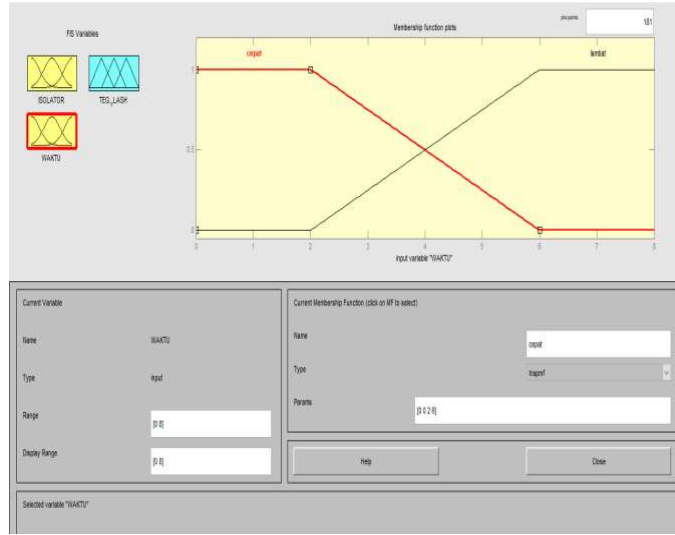 FIS Variables
Membership function plots
plot points:
181
ISOLATOR
TEG_FLASH
WAKTU
cepat
lambat
1
0.5
0
0 1 2 3 4 5 6 7 8
input variable "WAKTU"
Current Variable
Name
WAKTU
Type
input
Range
[0 8]
Display Range
[0 8]
Current Membership Function (click on MF to select)
Name
cepat
Type
trapmf
Params
[0 0 2 6]
Help
Close
Selected variable "WAKTU"